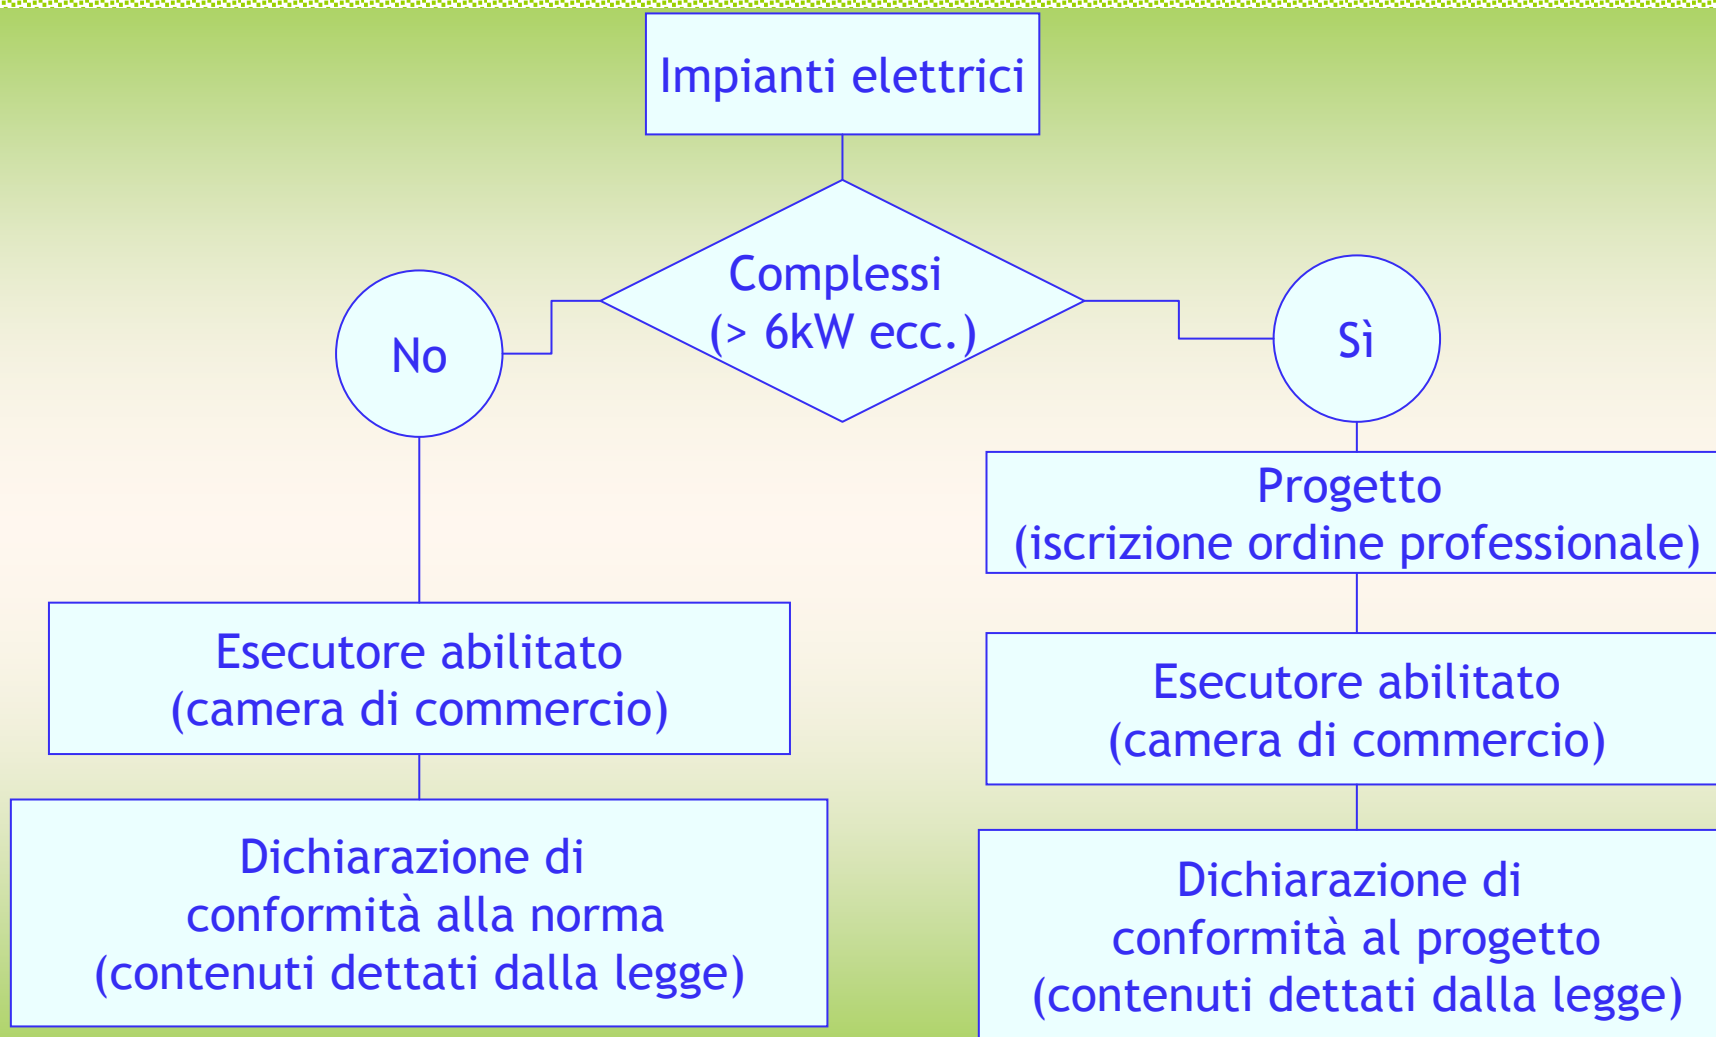 Impianti elettrici
Complessi
(> 6kW ecc.)
No
Sì
Progetto
(iscrizione ordine professionale)
Esecutore abilitato
(camera di commercio)
Esecutore abilitato
(camera di commercio)
Dichiarazione di
conformità alla norma
(contenuti dettati dalla legge)
Dichiarazione di
conformità al progetto
(contenuti dettati dalla legge)